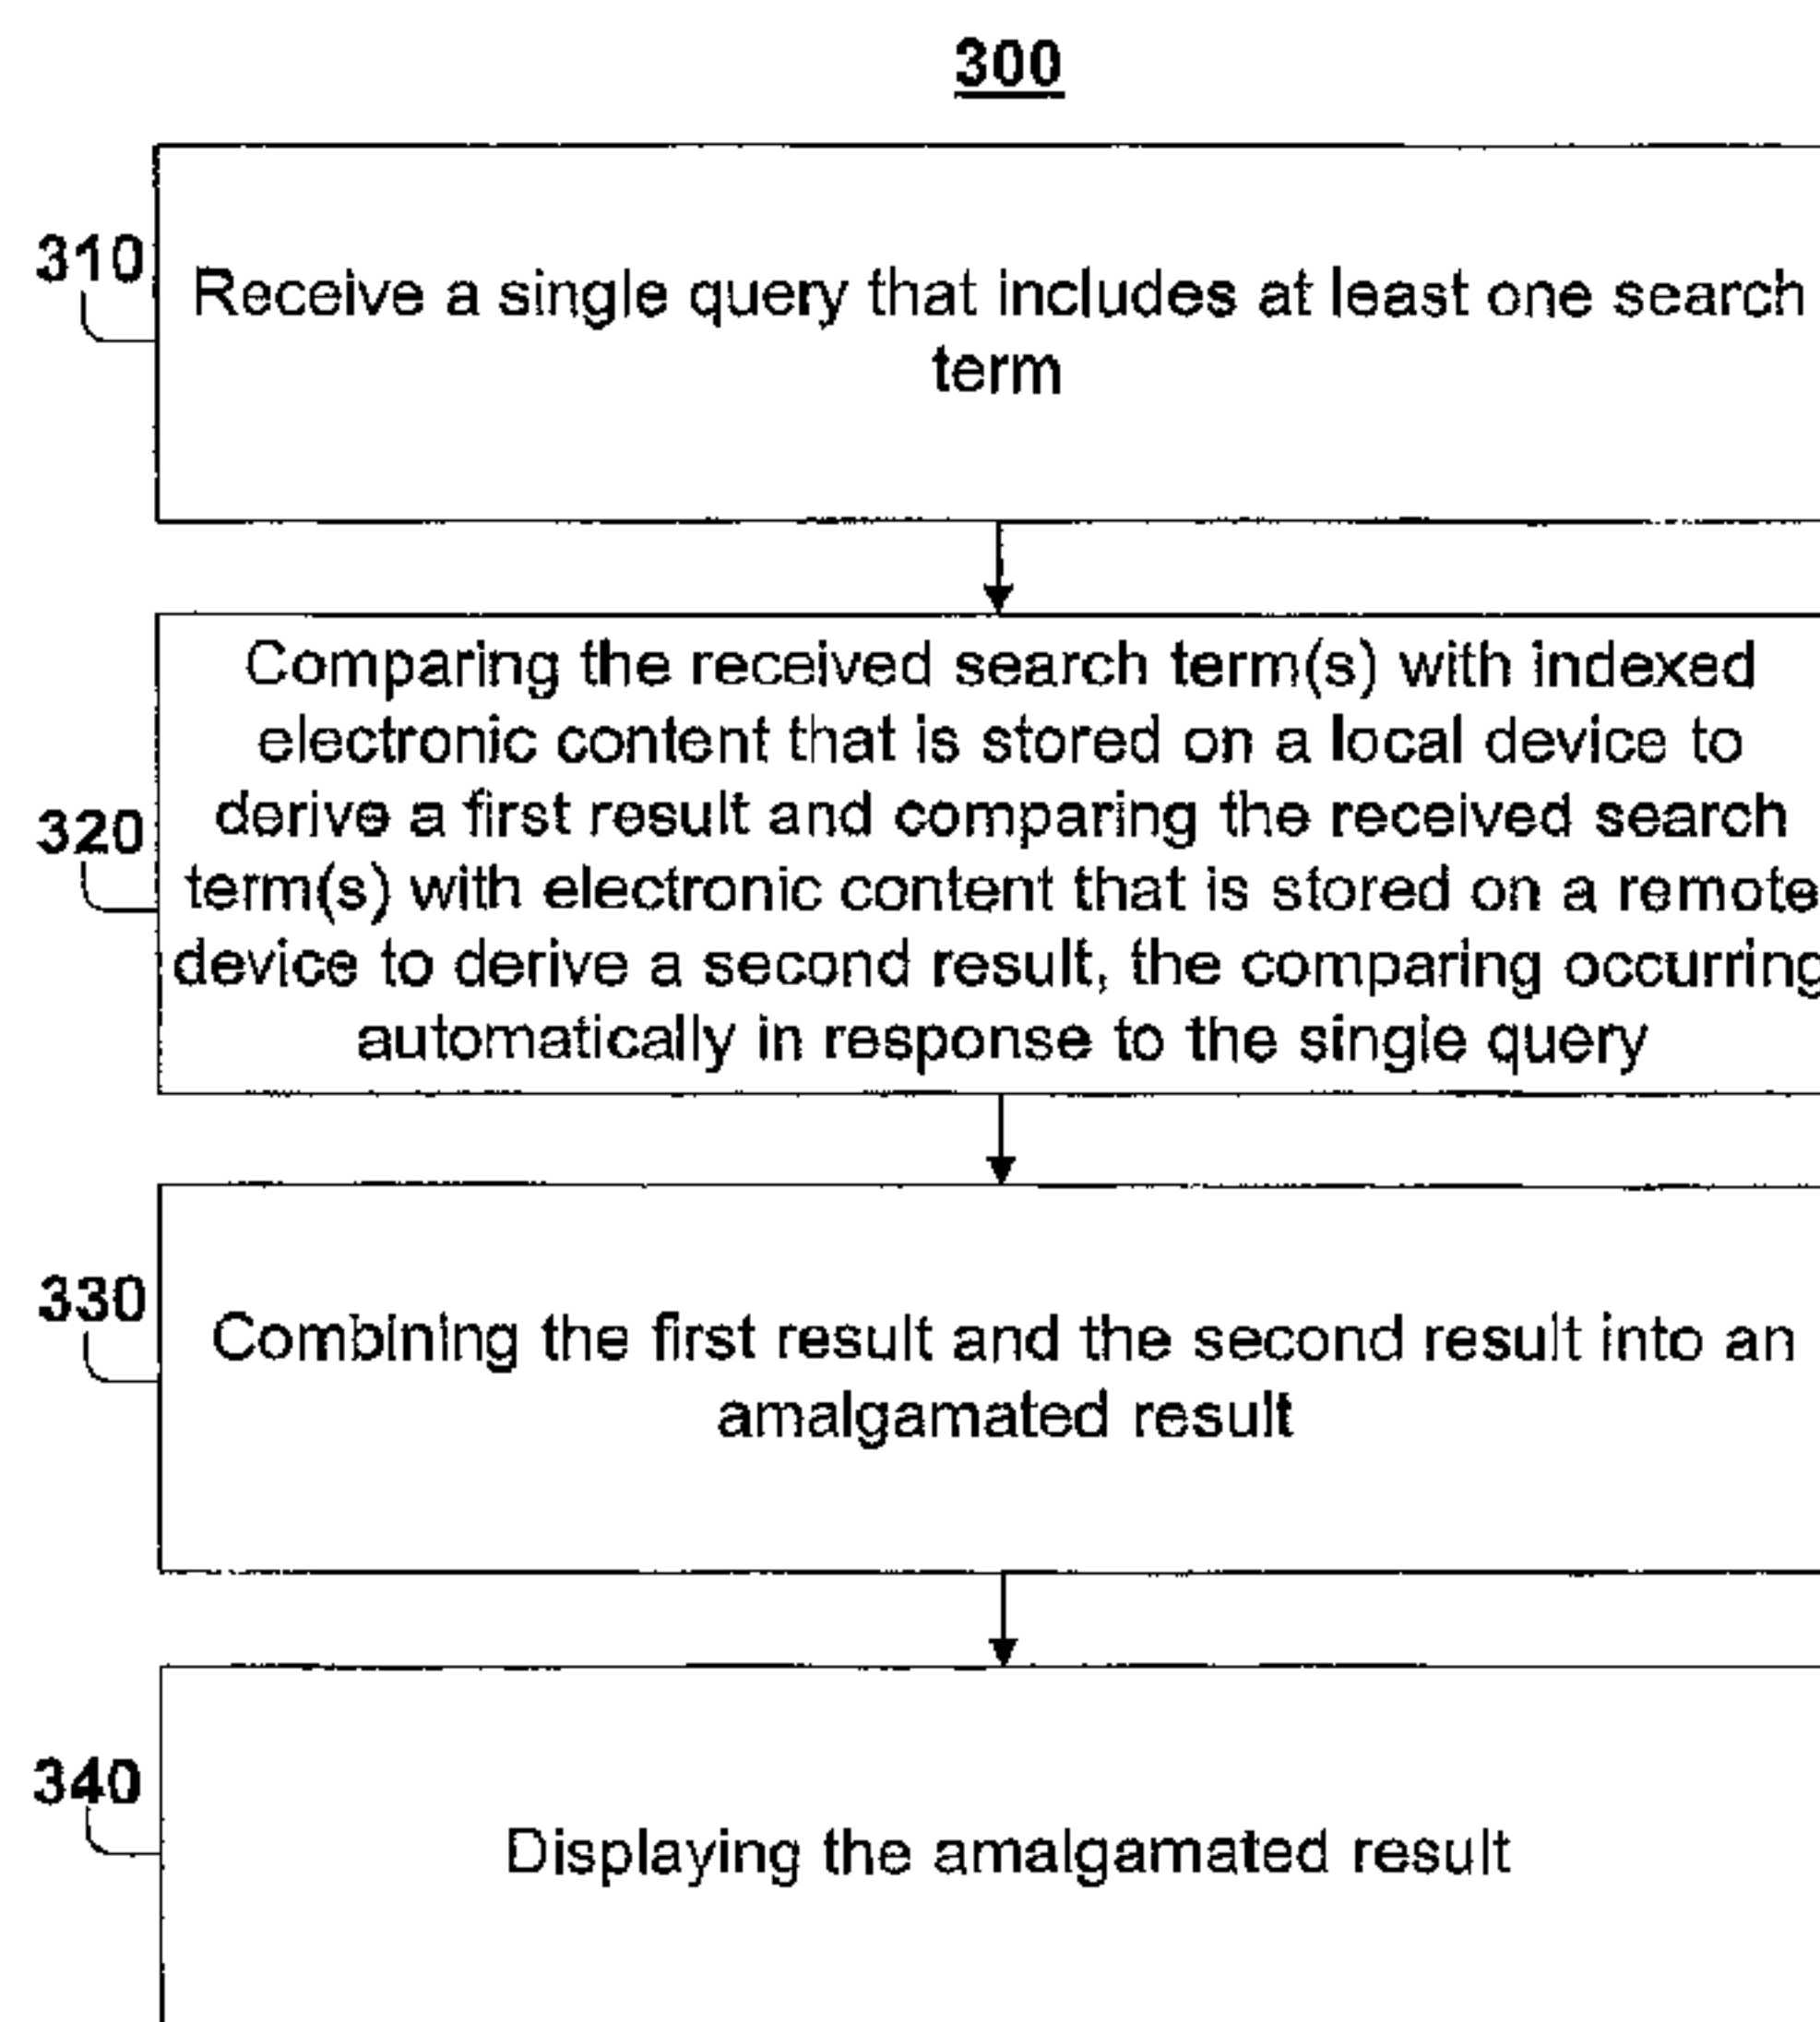 300
310
Receive a single query that includes at least one search
term
320
Comparing the received search term(s) with indexed
electronic content that is stored on a local device to
derive a first result and comparing the received search
term(s) with electronic content that is stored on a remote
device to derive a second result, the comparing occurring
automatically in response to the single query
330
Combining the first result and the second result into an
amalgamated result
340
Displaying the amalgamated result